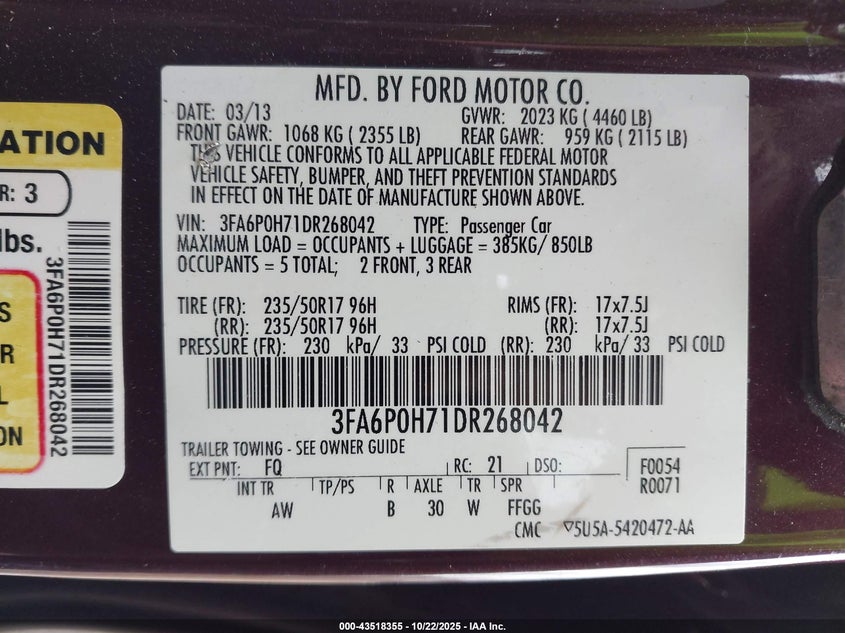 ATION
R: 3
lbs.
S
R
L
ON
3FA6P0H71DR268042
MFD. BY FORD MOTOR CO.
DATE: 03/13 GVWR: 2023 KG ( 4460 LB)
FRONT GAWR: 1068 KG ( 2355 LB) REAR GAWR: 959 KG ( 2115 LB)
THIS VEHICLE CONFORMS TO ALL APPLICABLE FEDERAL MOTOR
VEHICLE SAFETY, BUMPER, AND THEFT PREVENTION STANDARDS
IN EFFECT ON THE DATE OF MANUFACTURE SHOWN ABOVE.
VIN: 3FA6P0H71DR268042 TYPE: Passenger Car
MAXIMUM LOAD = OCCUPANTS + LUGGAGE = 385KG/ 850LB
OCCUPANTS = 5 TOTAL; 2 FRONT, 3 REAR
TIRE (FR): 235/50R17 96H RIMS (FR): 17x7.5J
(RR): 235/50R17 96H (RR): 17x7.5J
PRESSURE (FR): 230 kPa/ 33 PSI COLD (RR): 230 kPa/ 33 PSI COLD
3FA6P0H71DR268042
TRAILER TOWING - SEE OWNER GUIDE
EXT PNT: FQ RC: 21 DSO: F0054
INT TR TP/PS R AXLE TR SPR R0071
AW B 30 W FFGG
CMC 5U5A-5420472-AA
000-43518355 - 10/22/2025 - IAA Inc.